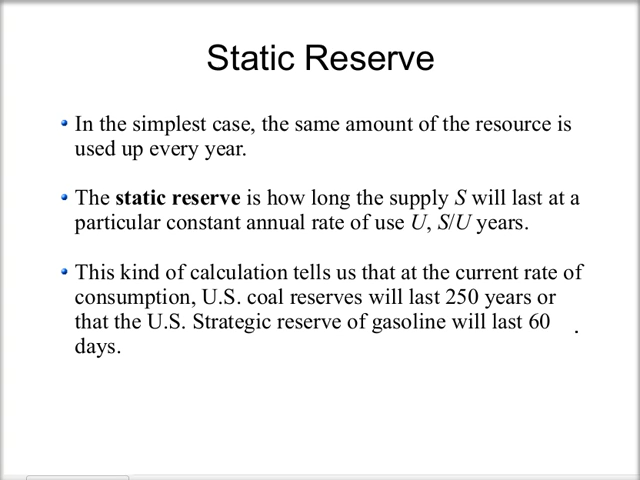 Static Reserve
In the simplest case, the same amount of the resource is
used up every year.
The static reserve is how long the supply S will last at a
particular constant annual rate of use U, S/U years.
This kind of calculation tells us that at the current rate of
consumption, U.S. coal reserves will last 250 years or
that the U.S. Strategic reserve of gasoline will last 60
days.